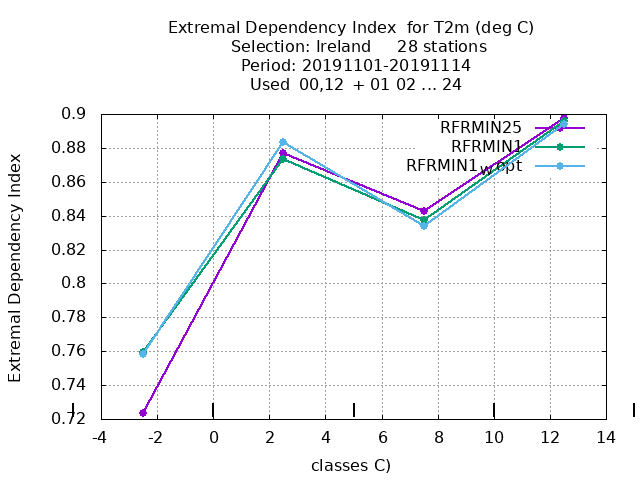 Extremal Dependency Index for T2m (deg C)
Selection: Ireland 28 stations
Period: 20191101-20191114
Used 00,12 + 01 02 ... 24
Extremal Dependency Index
0.9
0.88
0.86
0.84
0.82
0.8
0.78
0.76
0.74
0.72
RFRMIN25
RFRMIN1
RFRMIN1wopt
-4 -2 0 2 4 6 8 10 12 14
classes C)